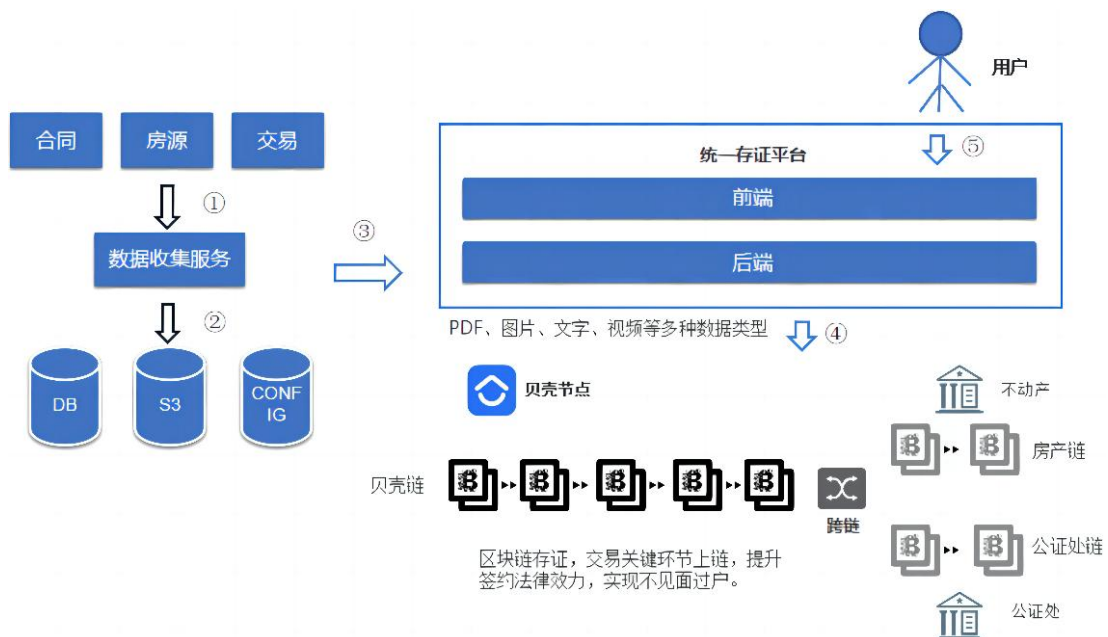 用户
合同
房源
交易
统一存证平台
⑤
前端
①
③
数据收集服务
后端
②
PDF、图片、文字、视频等多种数据类型
④
DB
S3
CONF
IG
贝壳节点
不动产
房产链
贝壳链
跨链
公证处链
区块链存证，交易关键环节上链，提升
签约法律效力，实现不见面过户。
公证处